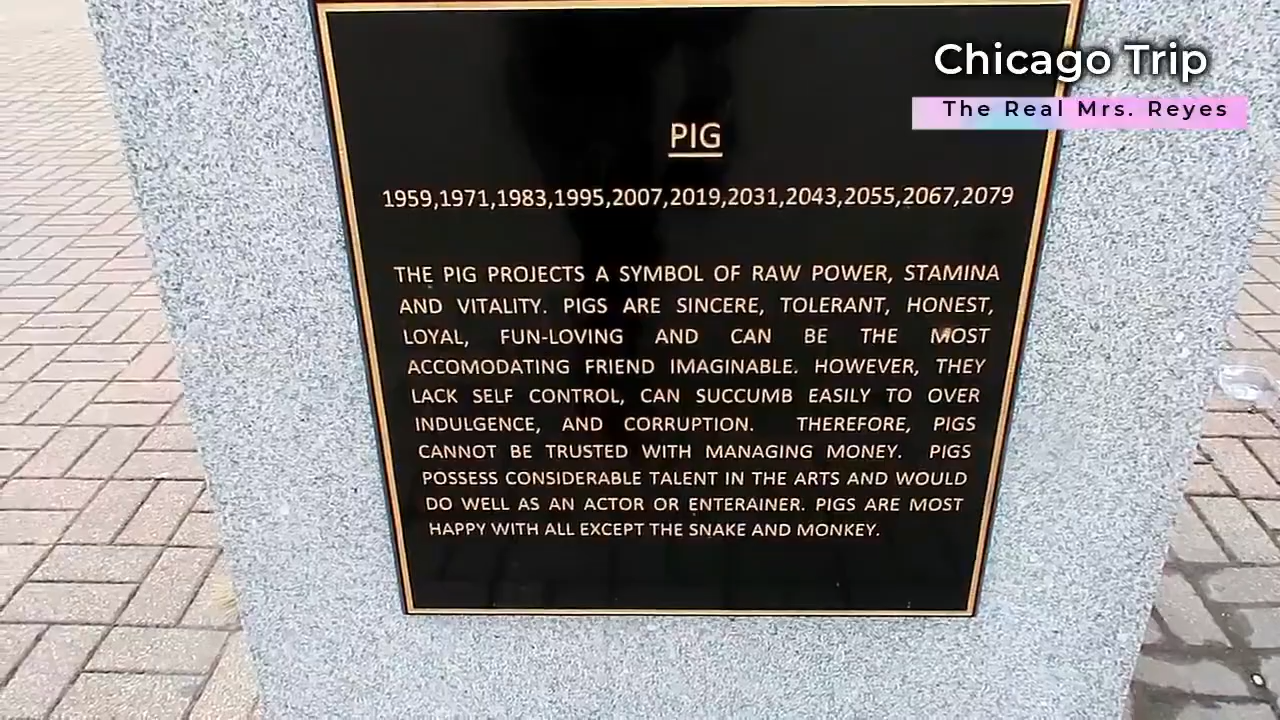 Chicago Trip
The Real Mrs. Reyes
PIG
1959,1971,1983,1995,2007,2019,2031,2043,2055,2067,2079
THE PIG PROJECTS A SYMBOL OF RAW POWER, STAMINA
AND VITALITY. PIGS ARE SINCERE, TOLERANT, HONEST,
LOYAL, FUN-LOVING AND CAN BE THE MOST
ACCOMODATING FRIEND IMAGINABLE. HOWEVER, THEY
LACK SELF CONTROL, CAN SUCCUMB EASILY TO OVER
INDULGENCE, AND CORRUPTION. THEREFORE, PIGS
CANNOT BE TRUSTED WITH MANAGING MONEY. PIGS
POSSESS CONSIDERABLE TALENT IN THE ARTS AND WOULD
DO WELL AS AN ACTOR OR ENTERAINER. PIGS ARE MOST
HAPPY WITH ALL EXCEPT THE SNAKE AND MONKEY.